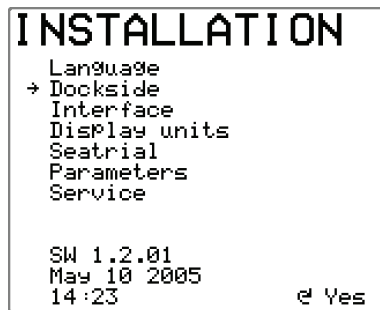 INSTALLATION
Language
→ Dockside
Interface
Display units
Seatrial
Parameters
Service
SW 1.2.01
May 10 2005
14:23 Yes